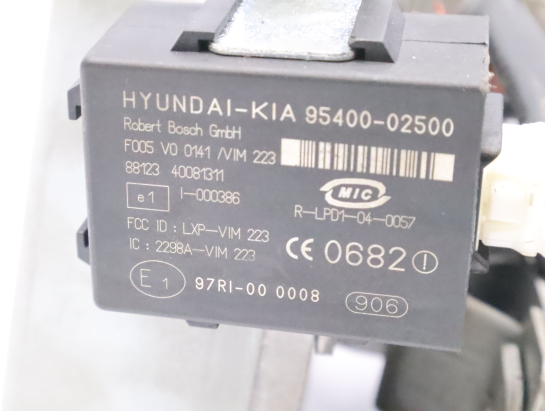 HYUNDAI-KIA 95400-02500
Robert Bosch GmbH
F005 V0 0141 /VIM 223
88123 40081311
e1 I-000386
MIC
R-LPD1-04-0057
FCC ID : LXP-VIM 223
IC : 2298A-VIM 223
CE 0682
E1 97RI-00 0008 906